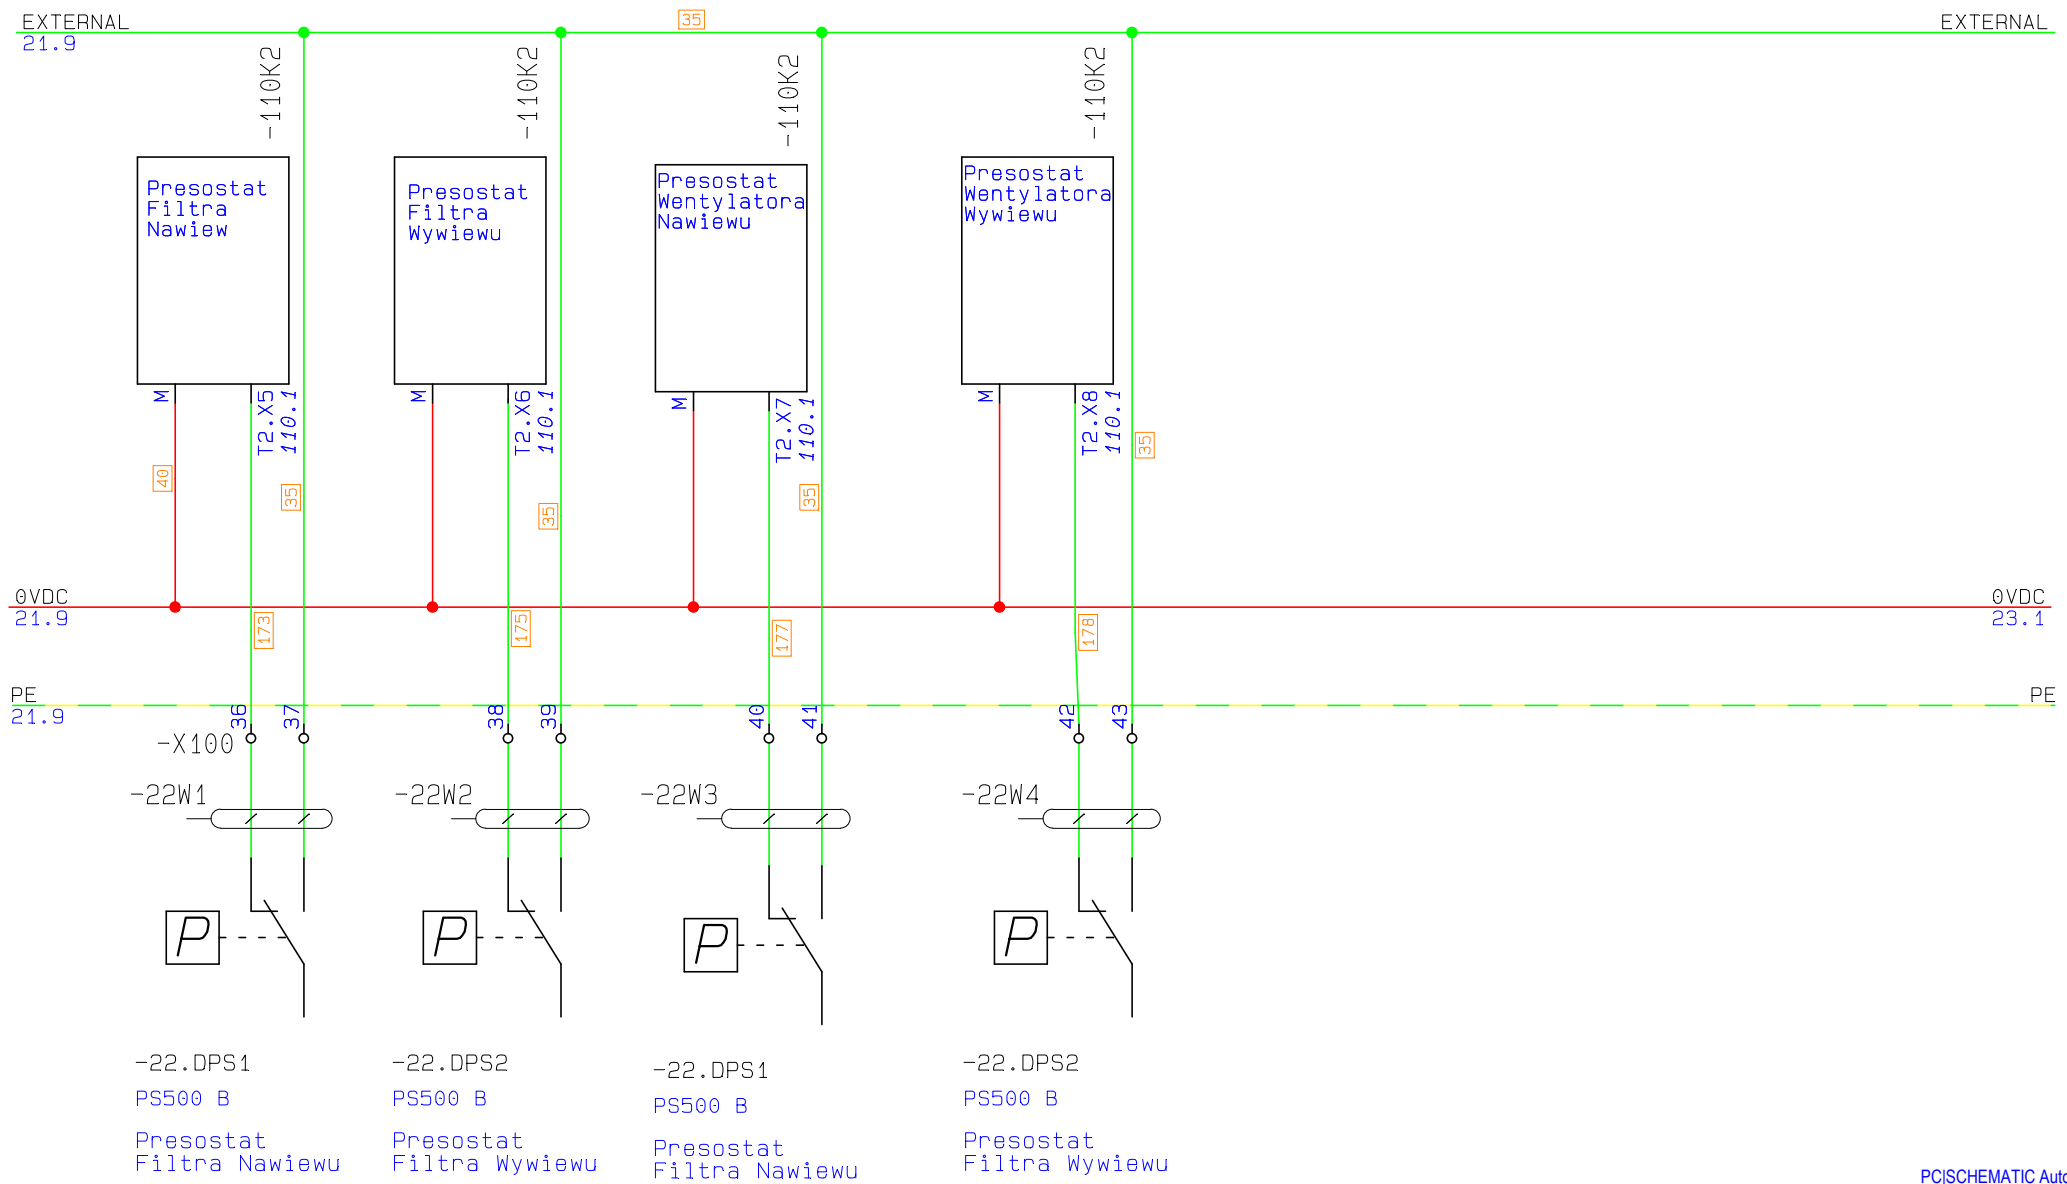 EXTERNAL
21.9
35
EXTERNAL
-110K2
-110K2
-110K2
-110K2
Presostat
Filtra
Nawiew
Presostat
Filtra
Wywiewu
Presostat
Wentylatora
Nawiewu
Presostat
Wentylatora
Wywiewu
M
T2.X5
110.1
M
T2.X6
110.1
M
T2.X7
110.1
M
T2.X8
110.1
40
35
35
35
35
0VDC
21.9
0VDC
23.1
173
175
177
178
PE
21.9
PE
36
37
38
39
40
41
42
43
-X100
-22W1
-22W2
-22W3
-22W4
P
P
P
P
-22.DPS1
PS500 B
Presostat
Filtra Nawiewu
-22.DPS2
PS500 B
Presostat
Filtra Wywiewu
-22.DPS1
PS500 B
Presostat
Filtra Nawiewu
-22.DPS2
PS500 B
Presostat
Filtra Wywiewu
PCISCHEMATIC Auto